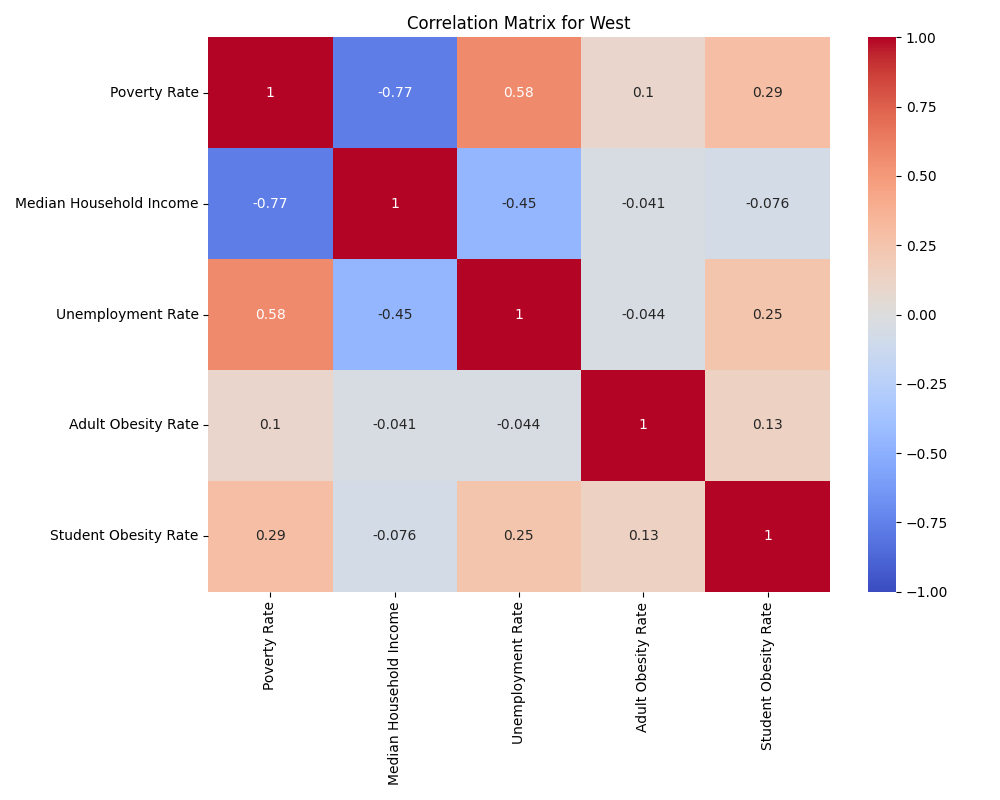 Correlation Matrix for West
Poverty Rate 1 -0.77 0.58 0.1 0.29
Median Household Income -0.77 1 -0.45 -0.041 -0.076
Unemployment Rate 0.58 -0.45 1 -0.044 0.25
Adult Obesity Rate 0.1 -0.041 -0.044 1 0.13
Student Obesity Rate 0.29 -0.076 0.25 0.13 1
Poverty Rate
Median Household Income
Unemployment Rate
Adult Obesity Rate
Student Obesity Rate
1.00
0.75
0.50
0.25
0.00
−0.25
−0.50
−0.75
−1.00